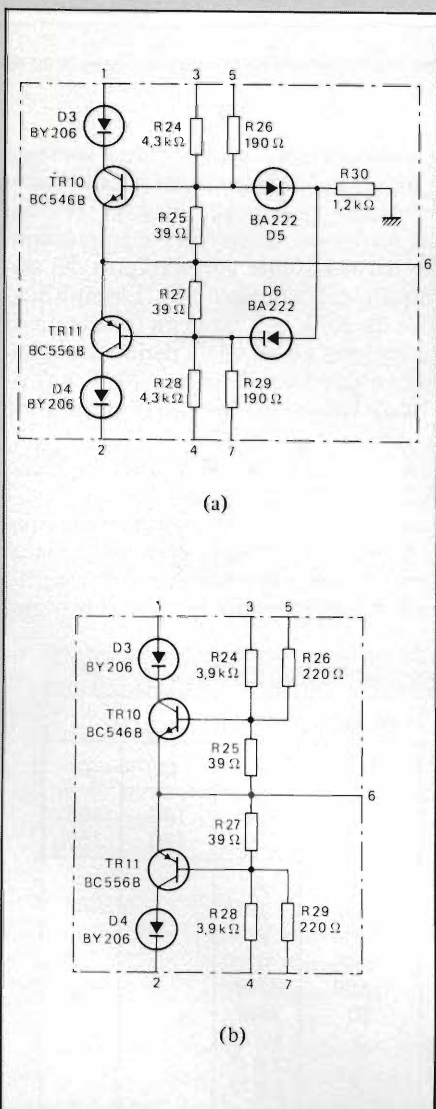 1 3 5
D3
BY206
R24
4,3kΩ
R26
190Ω
R30
1,2kΩ
TR10
BC546B
BA222
D5
R25
39Ω
6
R27
39Ω
D6
BA222
TR11
BC556B
D4
BY206
R28
4,3kΩ
R29
190Ω
2 4 7
(a)
1 3 5
D3
BY206
R24
3,9kΩ
R26
220Ω
TR10
BC546B
R25
39Ω
6
R27
39Ω
TR11
BC556B
D4
BY206
R28
3,9kΩ
R29
220Ω
2 4 7
(b)